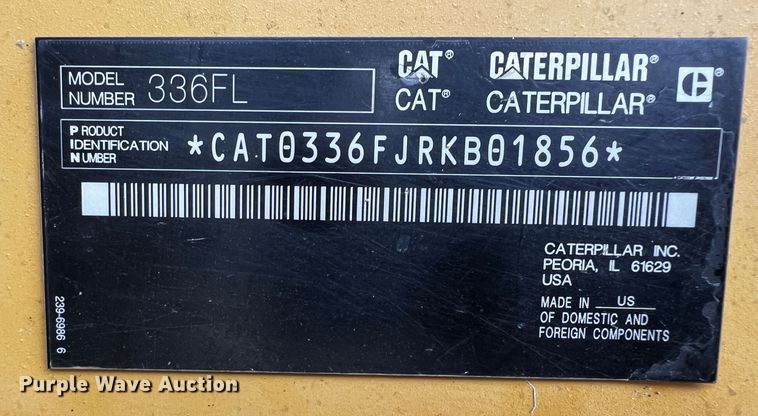 MODEL NUMBER 336FL
CAT® CATERPILLAR®
CAT® CATERPILLAR®
PRODUCT
IDENTIFICATION
NUMBER
*CAT0336FJRKB01856*
CATERPILLAR INC.
PEORIA, IL 61629
USA
MADE IN US
OF DOMESTIC AND
FOREIGN COMPONENTS
239-6986 6
Purple Wave Auction